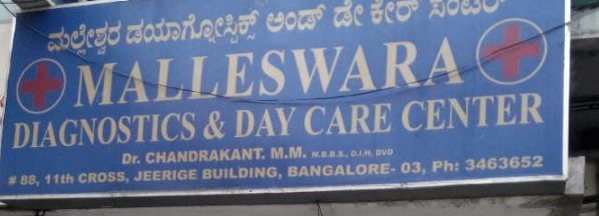 ಮಲ್ಲೇಶ್ವರ ಡಯಾಗ್ನೋಸ್ಟಿಕ್ಸ್ ಅಂಡ್ ಡೇ ಕೇರ್ ಸೆಂಟರ್
MALLESWARA
DIAGNOSTICS & DAY CARE CENTER
Dr. CHANDRAKANT. M.M. M.B.B.S., D.I.H, DVD
# 88, 11th CROSS, JEERIGE BUILDING, BANGALORE- 03, Ph: 3463652